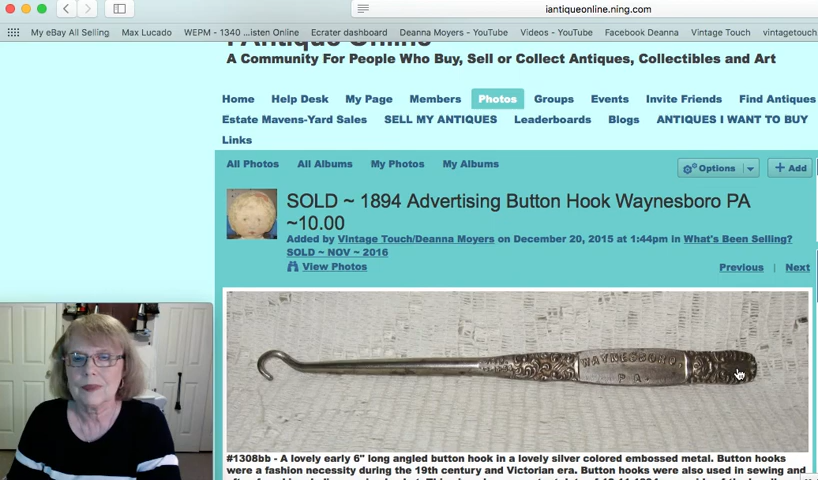 iantiqueonline.ning.com
My eBay All Selling Max Lucado WEPM - 1340 ...isten Online Ecrater dashboard Deanna Moyers - YouTube Videos - YouTube Facebook Deanna Vintage Touch vintagetouch
I Antique Online
A Community For People Who Buy, Sell or Collect Antiques, Collectibles and Art
Home Help Desk My Page Members Photos Groups Events Invite Friends Find Antiques
Estate Mavens-Yard Sales SELL MY ANTIQUES Leaderboards Blogs ANTIQUES I WANT TO BUY
Links
All Photos All Albums My Photos My Albums Options + Add
SOLD ~ 1894 Advertising Button Hook Waynesboro PA
~10.00
Added by Vintage Touch/Deanna Moyers on December 20, 2015 at 1:44pm in What's Been Selling?
SOLD ~ NOV ~ 2016
View Photos Previous | Next
WAYNESBORO
PA.
#1308bb - A lovely early 6" long angled button hook in a lovely silver colored embossed metal. Button hooks
were a fashion necessity during the 19th century and Victorian era. Button hooks were also used in sewing and